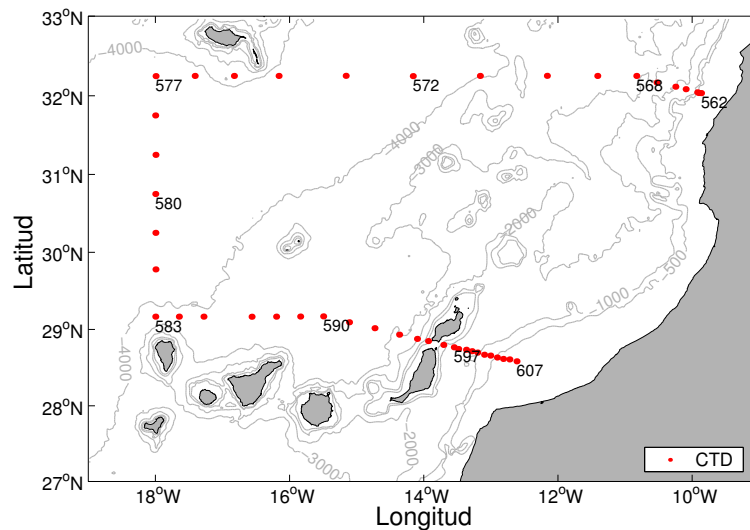 33°N
32°N
31°N
30°N
29°N
28°N
27°N
Latitud
18°W
16°W
14°W
12°W
10°W
Longitud
577
572
568
562
580
583
590
597
607
−4000
−4000
−3000
−2000
−500
−1000
−4000
−2000
−3000
CTD